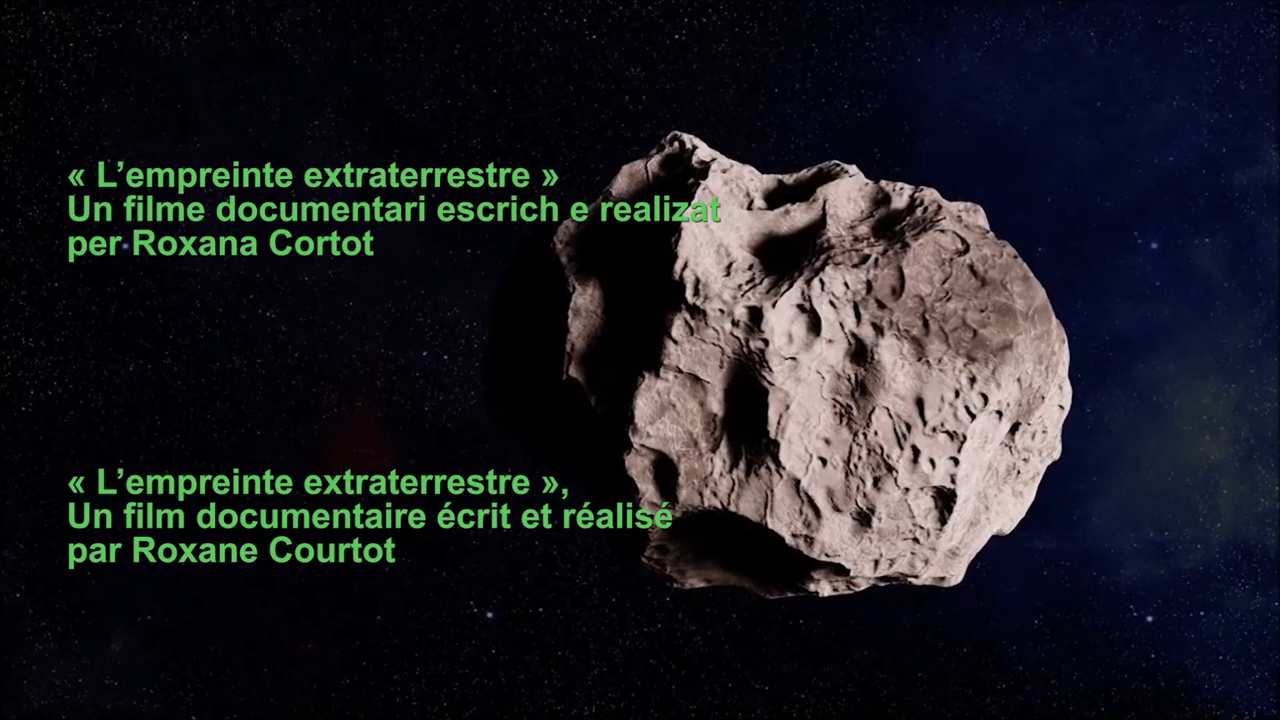 « L’empreinte extraterrestre »
Un filme documentari escrich e realizat
per Roxana Cortot
« L’empreinte extraterrestre »,
Un film documentaire écrit et réalisé
par Roxane Courtot